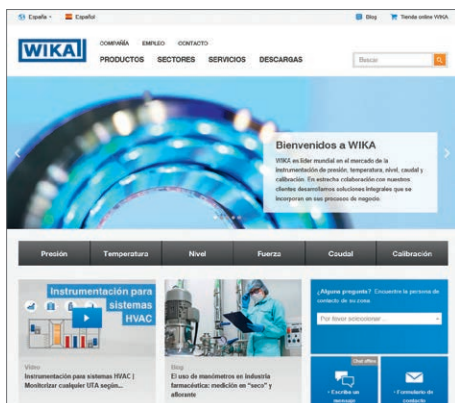 España
Español
Blog
Tienda online WIKA
WIKA
COMPAÑÍA EMPLEO CONTACTO
PRODUCTOS SECTORES SERVICIOS DESCARGAS
Buscar
Bienvenidos a WIKA
WIKA es líder mundial en el mercado de la
instrumentación de presión, temperatura, nivel, caudal y
calibración. En estrecha colaboración con nuestros
clientes desarrollamos soluciones integrales que se
incorporan en sus procesos de negocio.
Presión Temperatura Nivel Fuerza Caudal Calibración
Instrumentación para
sistemas
HVAC
Vídeo
Instrumentación para sistemas HVAC |
Monitorizar cualquier UTA según...
Blog
El uso de manómetros en industria
farmacéutica: medición en "seco" y
aflorante
¿Alguna pregunta? Encuentre la persona de
contacto de su zona
Por favor seleccionar ...
Chat offline
Escriba un
mensaje
Formulario de
contacto